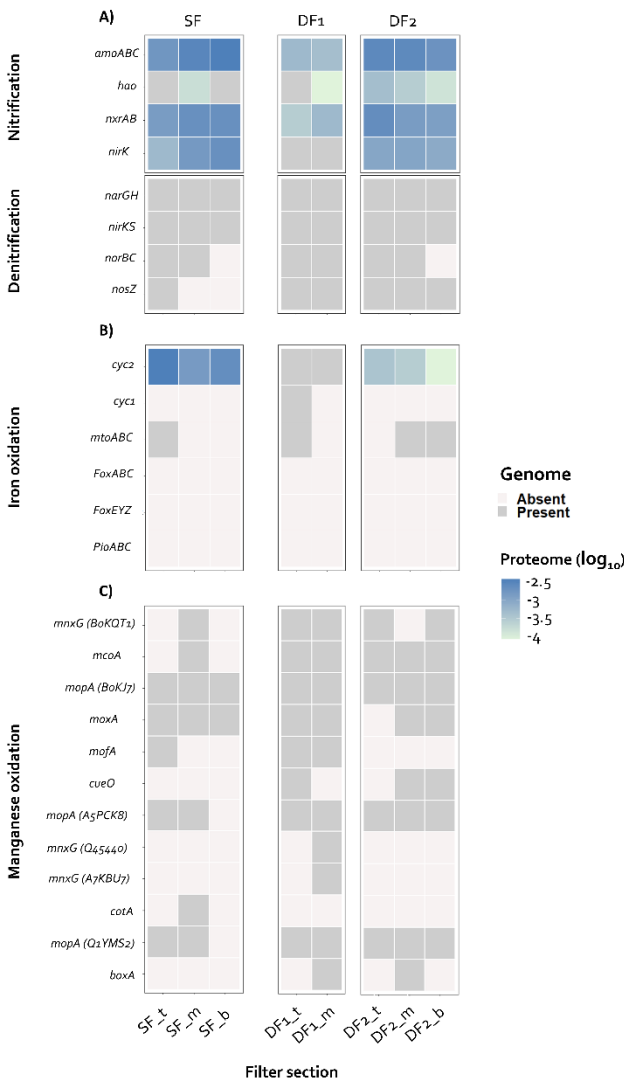 A)
SF
DF1
DF2
Nitrification
amoABC
hao
nxrAB
nirK
Denitrification
narGH
nirKS
norBC
nosZ
B)
Iron oxidation
cyc2
cyc1
mtoABC
FoxABC
FoxEYZ
PioABC
Genome
Absent
Present
Proteome (log10)
-2.5
-3
-3.5
-4
C)
Manganese oxidation
mnxG (B0KQT1)
mcoA
mopA (B0KJ7)
moxA
mofA
cueO
mopA (A5PCK8)
mnxG (Q45440)
mnxG (A7KBU7)
cotA
mopA (Q1YMS2)
boxA
SF_t
SF_m
SF_b
DF1_t
DF1_m
DF2_t
DF2_m
DF2_b
Filter section